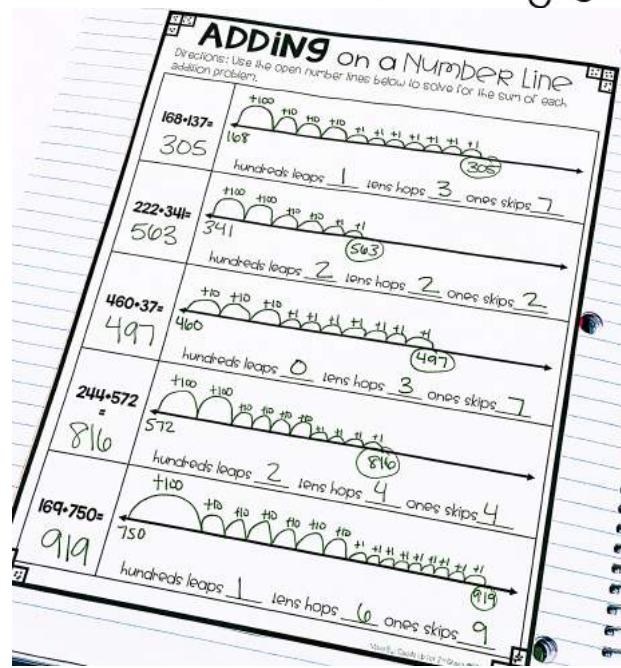 ADDiNG on a Number Line
Directions: Use the open number lines below to solve for the sum of each
addition problem.
168+137=
305
+100 +10 +10 +10 +1 +1 +1 +1 +1 +1 +1
168
305
hundreds leaps 1 tens hops 3 ones skips 7
222+341=
563
+100 +100 +10 +10 +1 +1
341
563
hundreds leaps 2 tens hops 2 ones skips 2
460+37=
497
+10 +10 +10 +1 +1 +1 +1 +1 +1 +1
460
497
hundreds leaps 0 tens hops 3 ones skips 7
244+572
=
816
+100 +100 +10 +10 +10 +10 +1 +1 +1 +1
572
816
hundreds leaps 2 tens hops 4 ones skips 4
169+750=
919
+100 +10 +10 +10 +10 +10 +10 +1 +1 +1 +1 +1 +1 +1 +1 +1
750
919
hundreds leaps 1 tens hops 6 ones skips 9